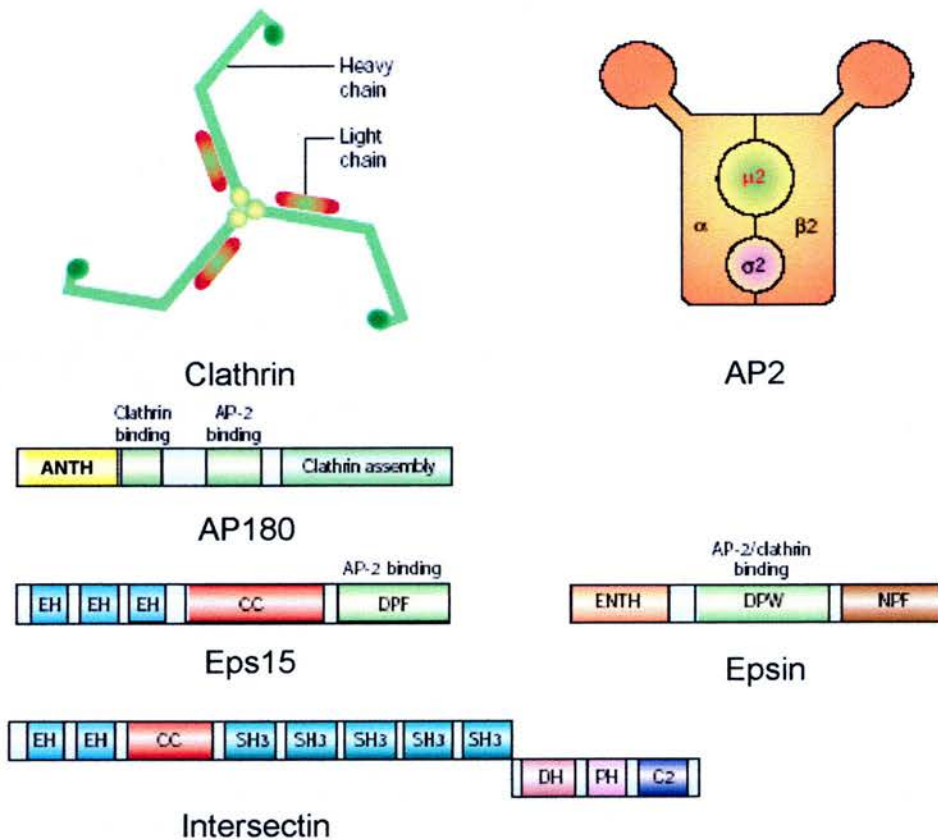 Heavy
chain
Light
chain
Clathrin
μ2
α
β2
σ2
AP2
Clathrin
binding
AP-2
binding
ANTH
Clathrin assembly
AP180
AP-2 binding
EH EH EH CC DPF
Eps15
AP-2/clathrin
binding
ENTH DPW NPF
Epsin
EH EH CC SH3 SH3 SH3 SH3 SH3
DH PH C2
Intersectin